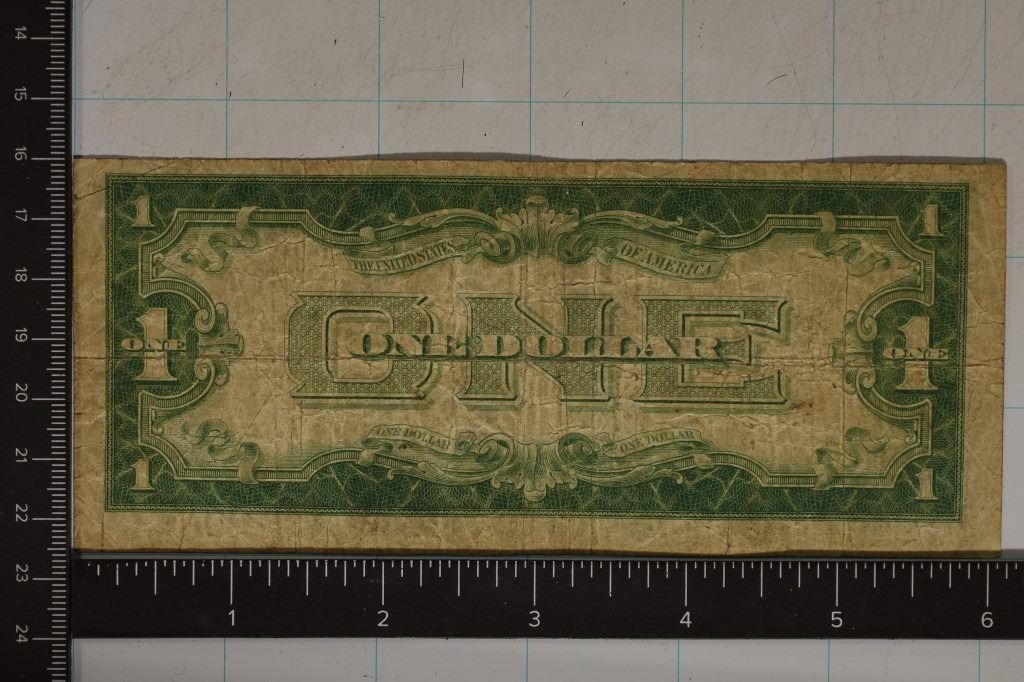 14
15
16
17
18
19
20
21
22
23
24
1 1
THE UNITED STATES OF AMERICA
1 ONE 1 ONE
ONE
ONE DOLLAR
ONE DOLLAR ONE DOLLAR
1 1
1 2 3 4 5 6